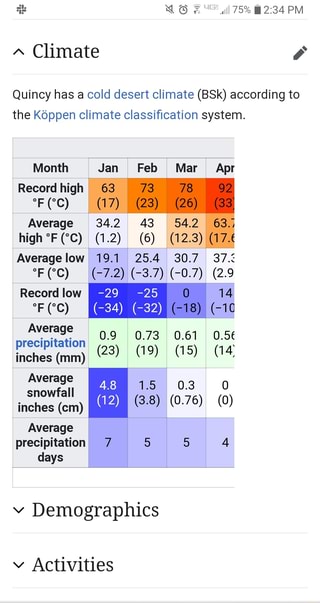 75% 2:34 PM
Climate
Quincy has a cold desert climate (BSk) according to
the Köppen climate classification system.
Month Jan Feb Mar Apr
Record high °F (°C) 63 (17) 73 (23) 78 (26) 92 (33
Average high °F (°C) 34.2 (1.2) 43 (6) 54.2 (12.3) 63.7 (17.6
Average low °F (°C) 19.1 (−7.2) 25.4 (−3.7) 30.7 (−0.7) 37.3 (2.9
Record low °F (°C) −29 (−34) −25 (−32) 0 (−18) 14 (−10
Average precipitation inches (mm) 0.9 (23) 0.73 (19) 0.61 (15) 0.56 (14
Average snowfall inches (cm) 4.8 (12) 1.5 (3.8) 0.3 (0.76) 0 (0)
Average precipitation days 7 5 5 4
Demographics
Activities